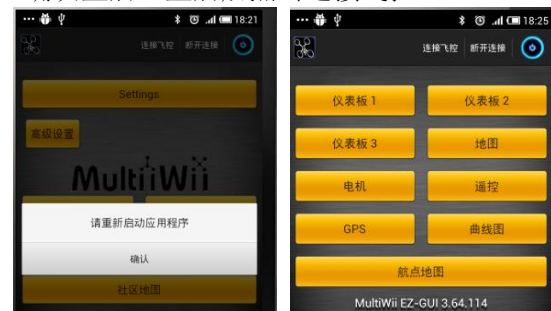 18:21
连接飞控 断开连接
Settings
高级设置
MultiWii
请重新启动应用程序
确认
社区地图
18:25
连接飞控 断开连接
仪表板 1 仪表板 2
仪表板 3 地图
电机 遥控
GPS 曲线图
航点地图
MultiWii EZ-GUI 3.64.114